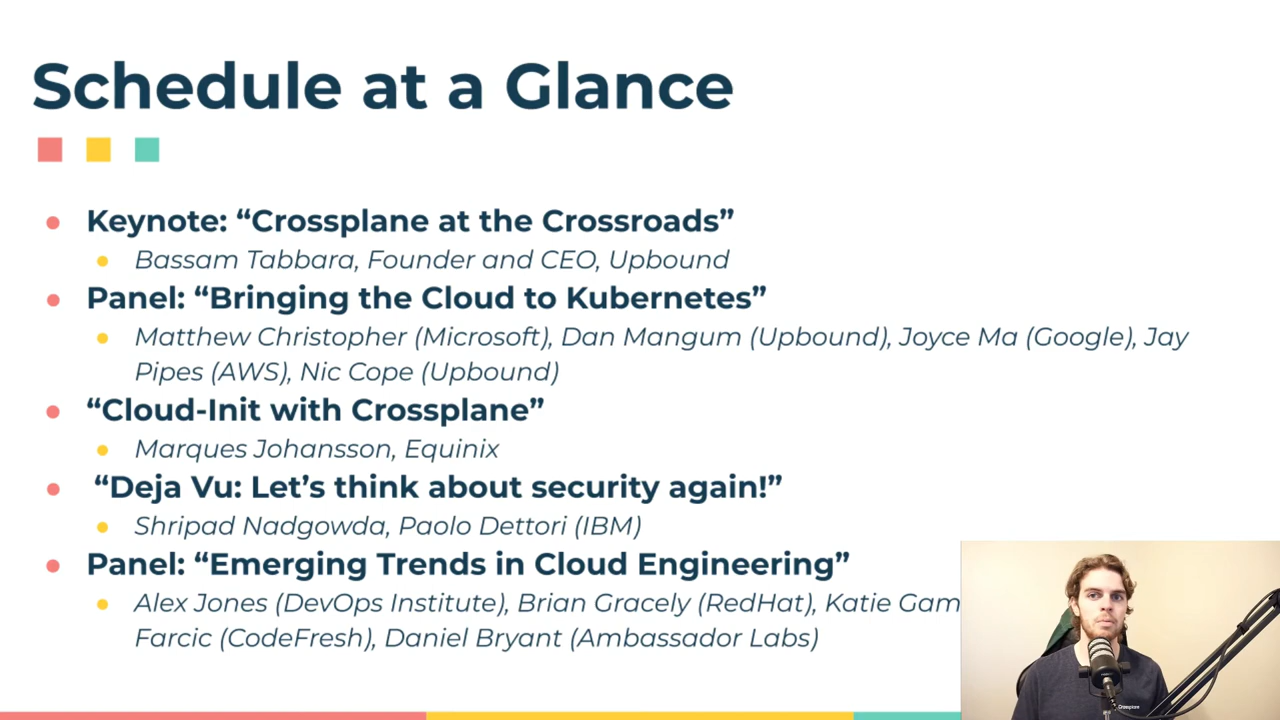 Schedule at a Glance
Keynote: “Crossplane at the Crossroads”
Bassam Tabbara, Founder and CEO, Upbound
Panel: “Bringing the Cloud to Kubernetes”
Matthew Christopher (Microsoft), Dan Mangum (Upbound), Joyce Ma (Google), Jay
Pipes (AWS), Nic Cope (Upbound)
“Cloud-Init with Crossplane”
Marques Johansson, Equinix
“Deja Vu: Let’s think about security again!”
Shripad Nadgowda, Paolo Dettori (IBM)
Panel: “Emerging Trends in Cloud Engineering”
Alex Jones (DevOps Institute), Brian Gracely (RedHat), Katie Gam
Farcic (CodeFresh), Daniel Bryant (Ambassador Labs)
Crossplane